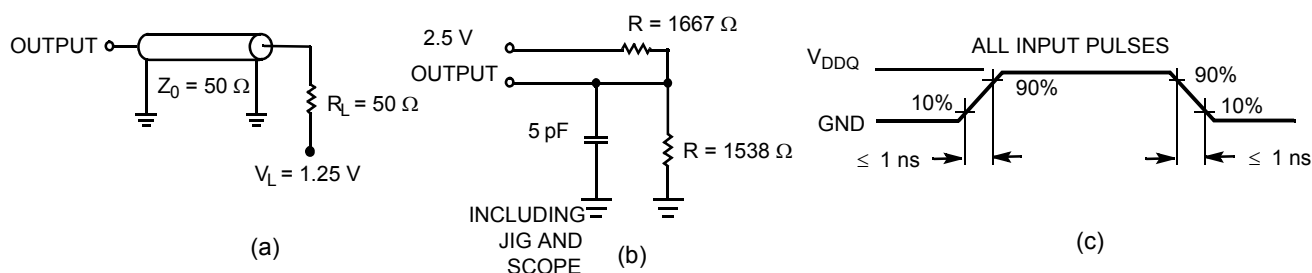 OUTPUT
Z0 = 50 Ω
RL = 50 Ω
VL = 1.25 V
(a)
R = 1667 Ω
2.5 V
OUTPUT
5 pF
R = 1538 Ω
INCLUDING
JIG AND
SCOPE
(b)
ALL INPUT PULSES
VDDQ
90%
90%
10%
10%
GND
≤ 1 ns
≤ 1 ns
(c)